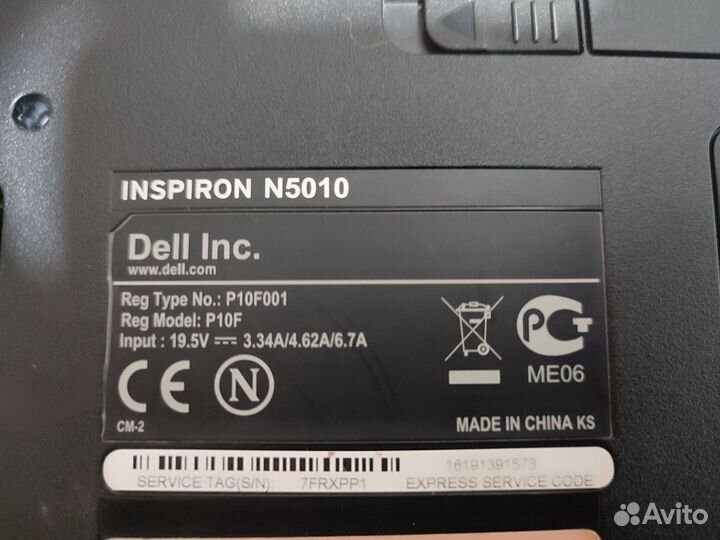 INSPIRON N5010
Dell Inc.
www.dell.com
Reg Type No.: P10F001
Reg Model: P10F
Input : 19.5V ⎓ 3.34A/4.62A/6.7A
CE N
PG
ME06
CM-2
MADE IN CHINA KS
16191391573
SERVICE TAG(S/N): 7FRXPP1 EXPRESS SERVICE CODE
Avito